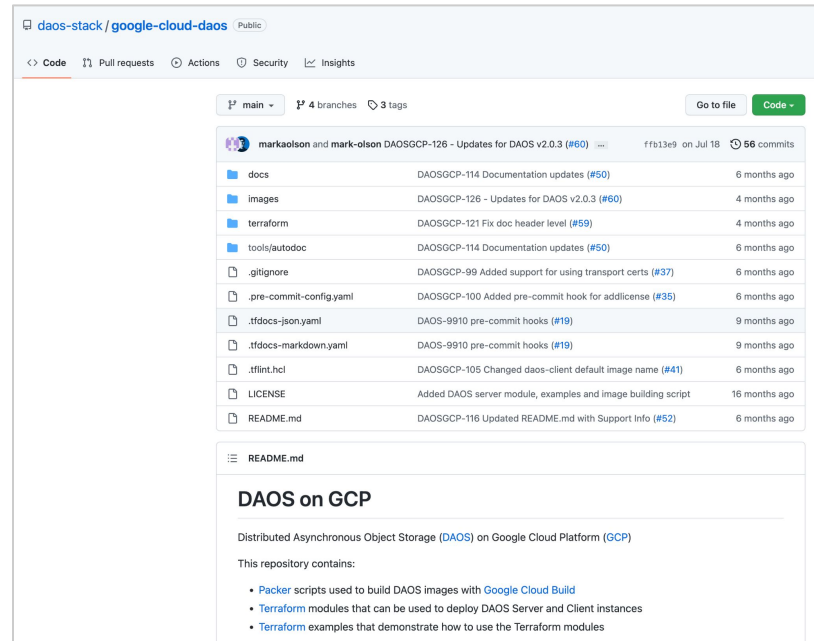 daos-stack / google-cloud-daos Public
<> Code Pull requests Actions Security Insights
main 4 branches 3 tags Go to file Code
markaolson and mark-olson DAOSGCP-126 - Updates for DAOS v2.0.3 (#60) ... ffb13e9 on Jul 18 56 commits
docs DAOSGCP-114 Documentation updates (#50) 6 months ago
images DAOSGCP-126 - Updates for DAOS v2.0.3 (#60) 4 months ago
terraform DAOSGCP-121 Fix doc header level (#59) 4 months ago
tools/autodoc DAOSGCP-114 Documentation updates (#50) 6 months ago
.gitignore DAOSGCP-99 Added support for using transport certs (#37) 6 months ago
.pre-commit-config.yaml DAOSGCP-100 Added pre-commit hook for addlicense (#35) 6 months ago
.tfdocs-json.yaml DAOS-9910 pre-commit hooks (#19) 9 months ago
.tfdocs-markdown.yaml DAOS-9910 pre-commit hooks (#19) 9 months ago
.tflint.hcl DAOSGCP-105 Changed daos-client default image name (#41) 6 months ago
LICENSE Added DAOS server module, examples and image building script 16 months ago
README.md DAOSGCP-116 Updated README.md with Support Info (#52) 6 months ago
README.md
DAOS on GCP
Distributed Asynchronous Object Storage (DAOS) on Google Cloud Platform (GCP)
This repository contains:
• Packer scripts used to build DAOS images with Google Cloud Build
• Terraform modules that can be used to deploy DAOS Server and Client instances
• Terraform examples that demonstrate how to use the Terraform modules